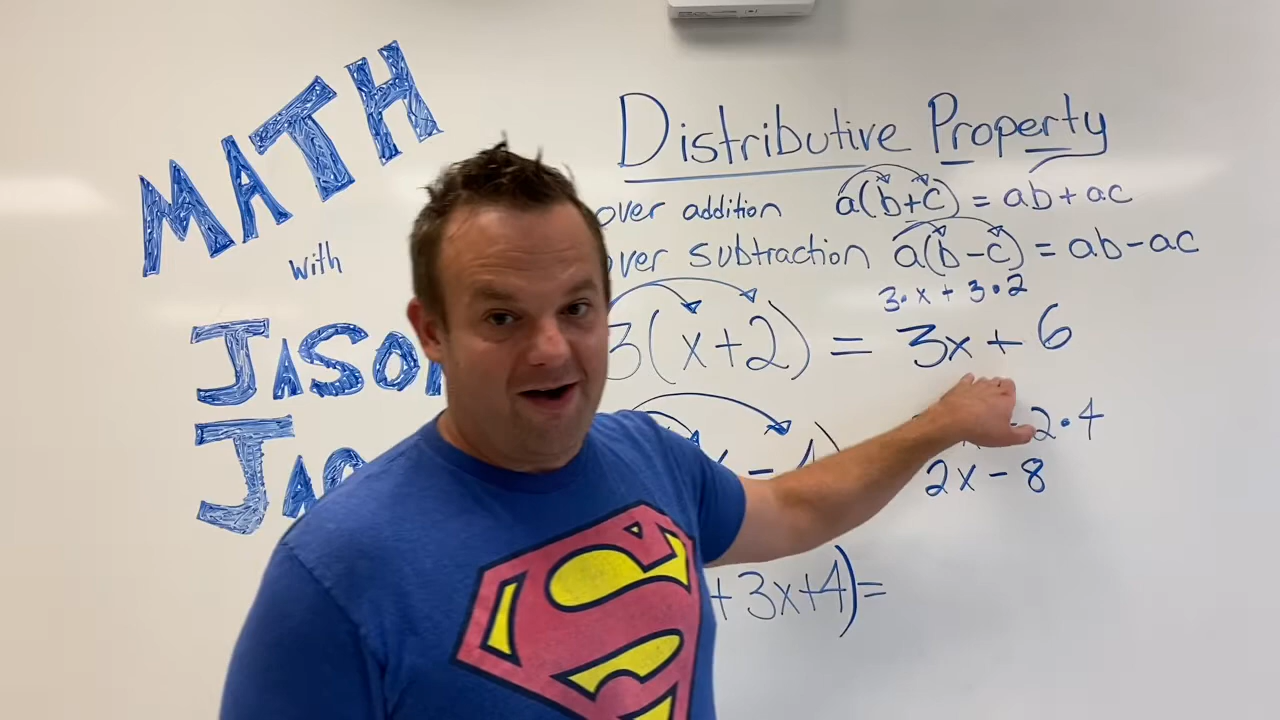 MATH
with
JASON
Distributive Property
over addition a(b+c) = ab+ac
over subtraction a(b-c) = ab-ac
3·x + 3·2
3(x+2) = 3x + 6
2·4
2x - 8
+3x+4)=
S